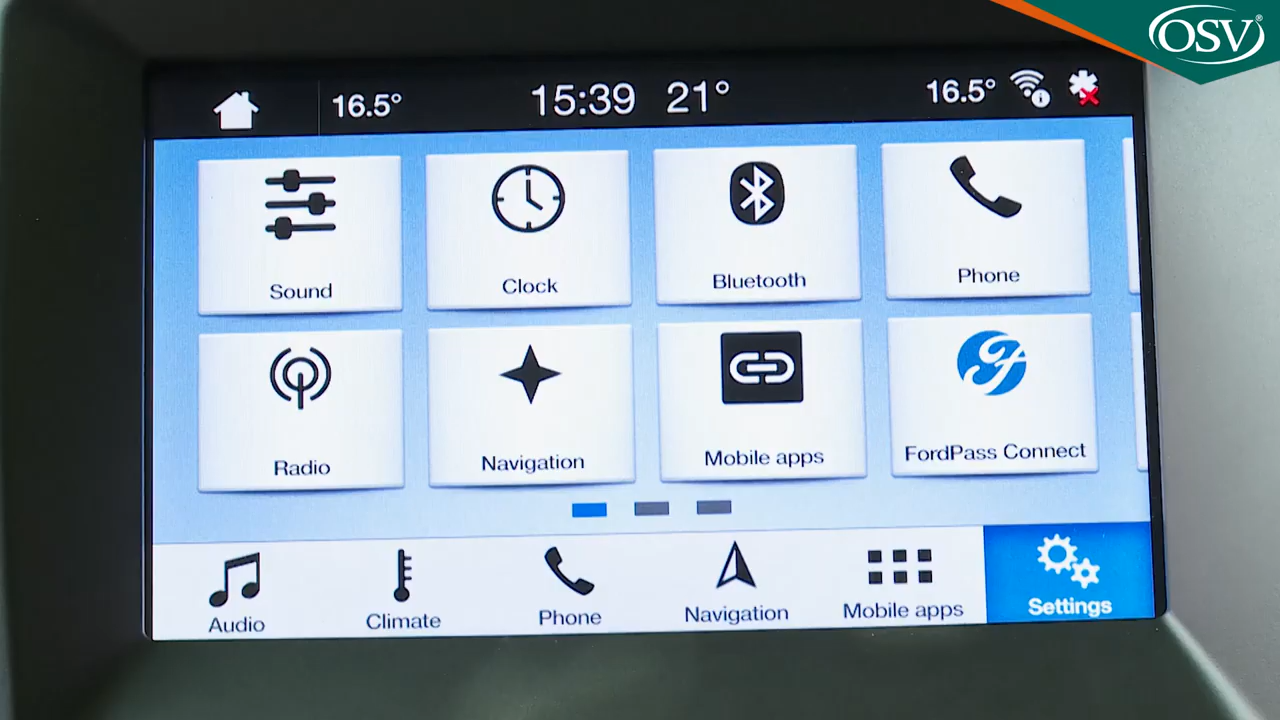 OSV®
16.5° 15:39 21° 16.5°
Sound Clock Bluetooth Phone
Radio Navigation Mobile apps FordPass Connect
Audio Climate Phone Navigation Mobile apps Settings